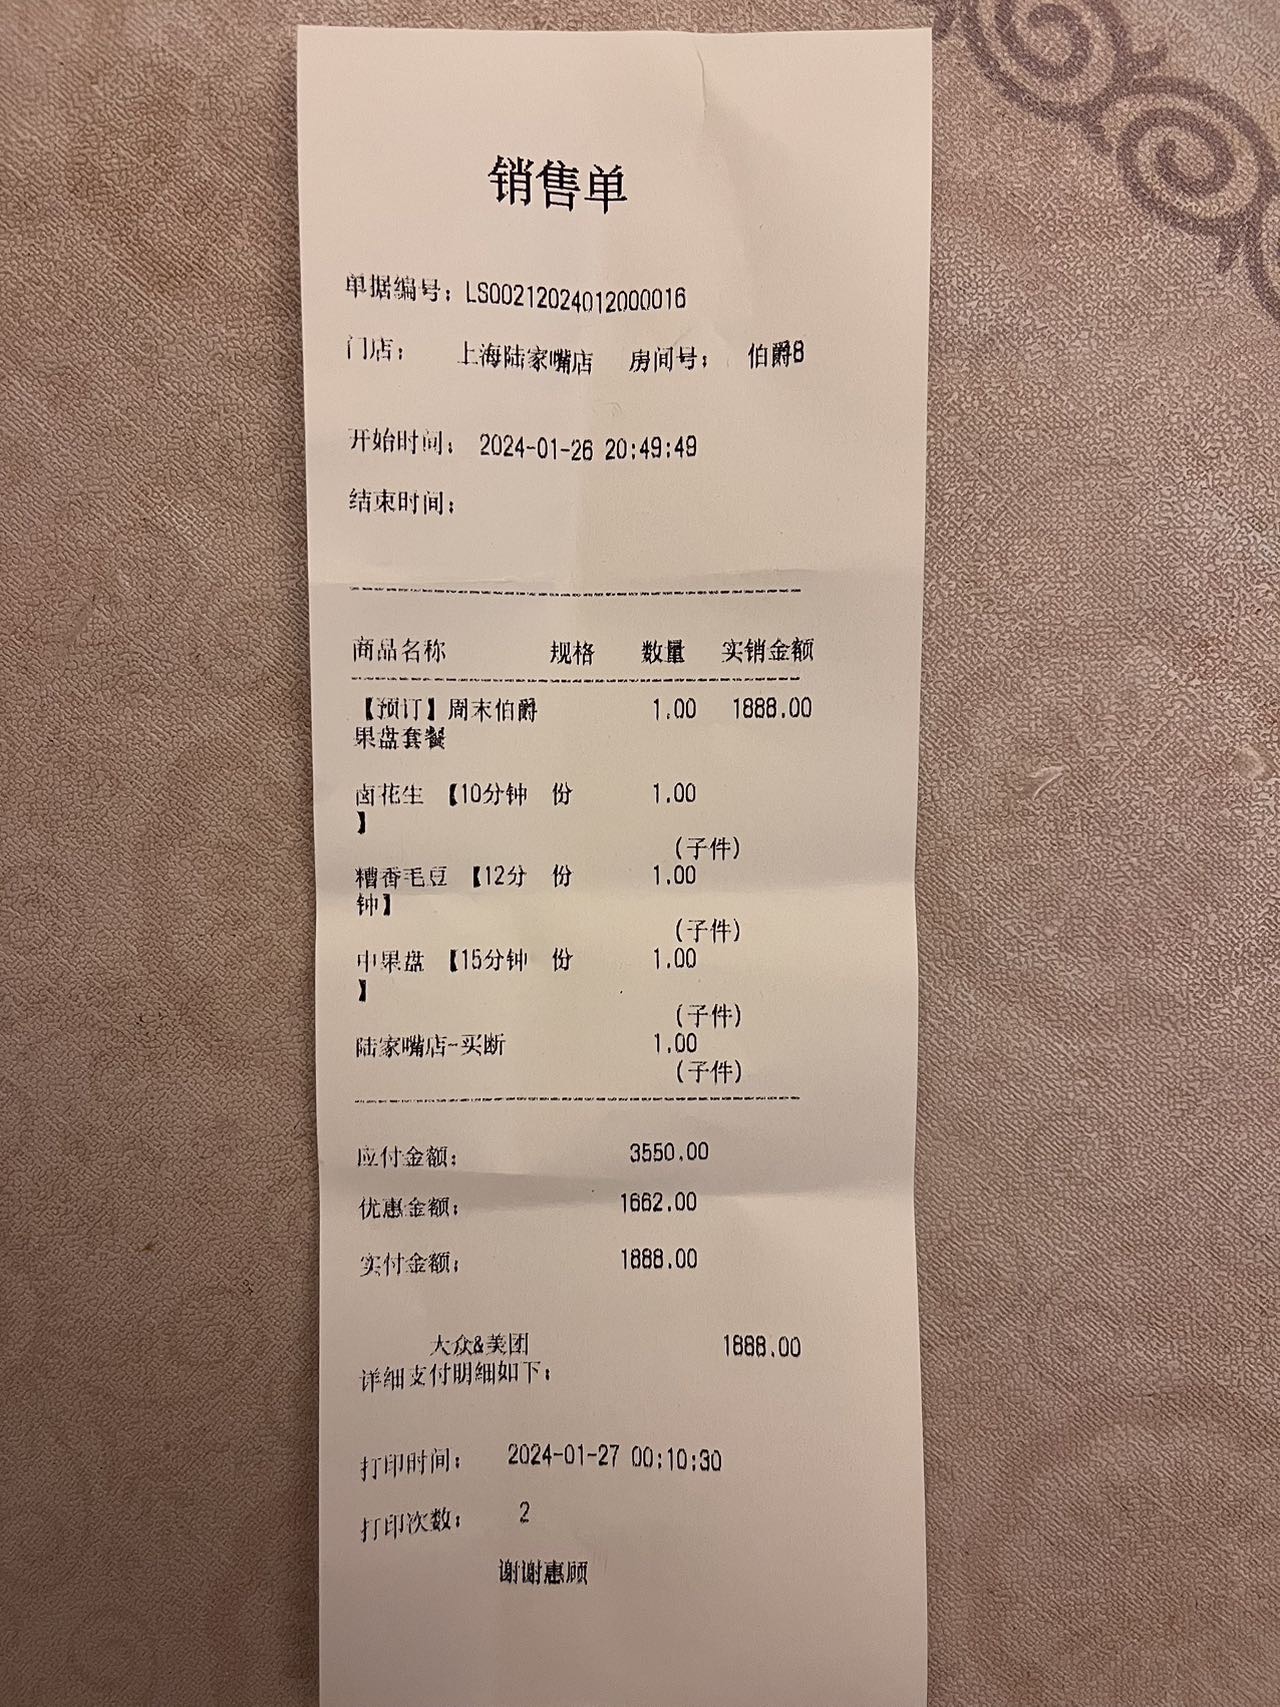 销售单
单据编号：LS00212024012000016
门店： 上海陆家嘴店 房间号： 伯爵8
开始时间： 2024-01-26 20:49:49
结束时间：
商品名称 规格 数量 实销金额
【预订】周末伯爵 1.00 1888.00
果盘套餐
卤花生 【10分钟 份 1.00
】
(子件)
糟香毛豆 【12分 份 1.00
钟】
(子件)
中果盘 【15分钟 份 1.00
】
(子件)
陆家嘴店-买断 1.00
(子件)
应付金额： 3550.00
优惠金额： 1662.00
实付金额： 1888.00
大众&美团 1888.00
详细支付明细如下：
打印时间： 2024-01-27 00:10:30
打印次数： 2
谢谢惠顾